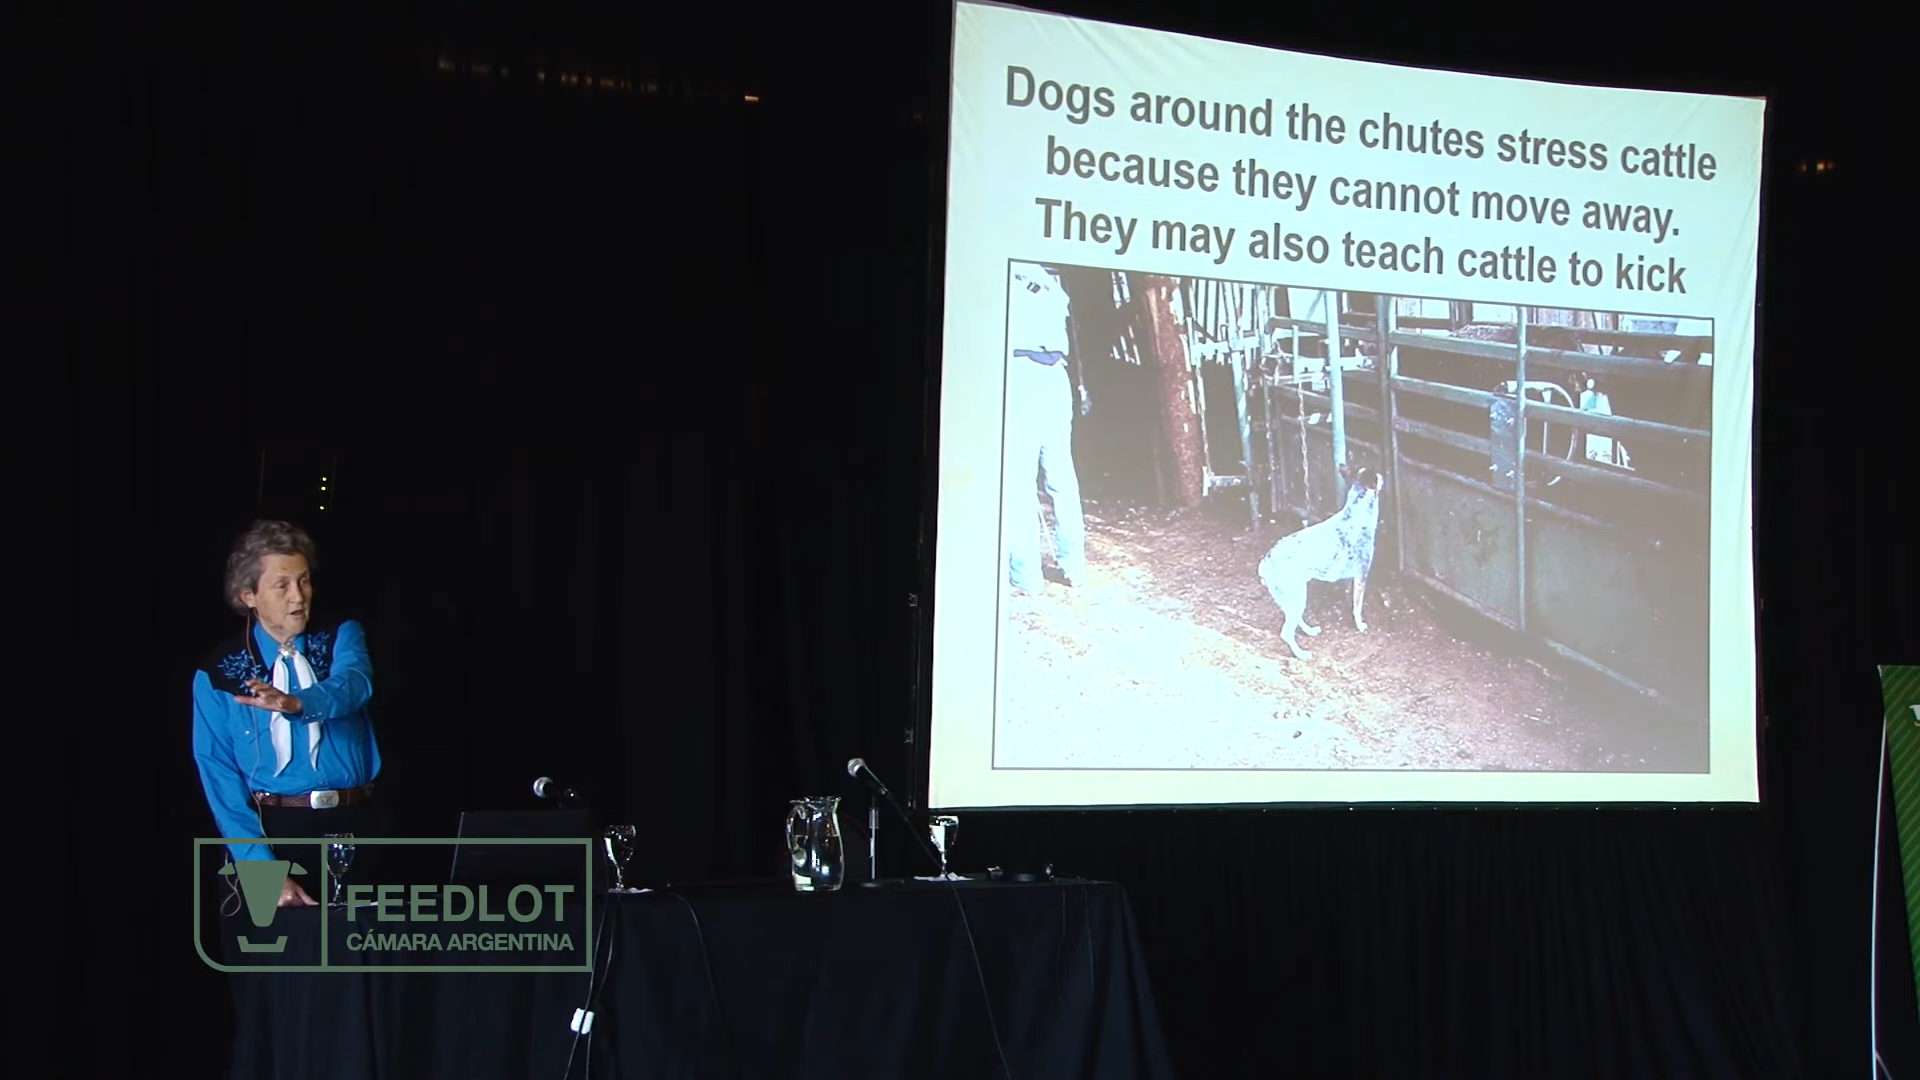 Dogs around the chutes stress cattle
because they cannot move away.
They may also teach cattle to kick
FEEDLOT
CÁMARA ARGENTINA